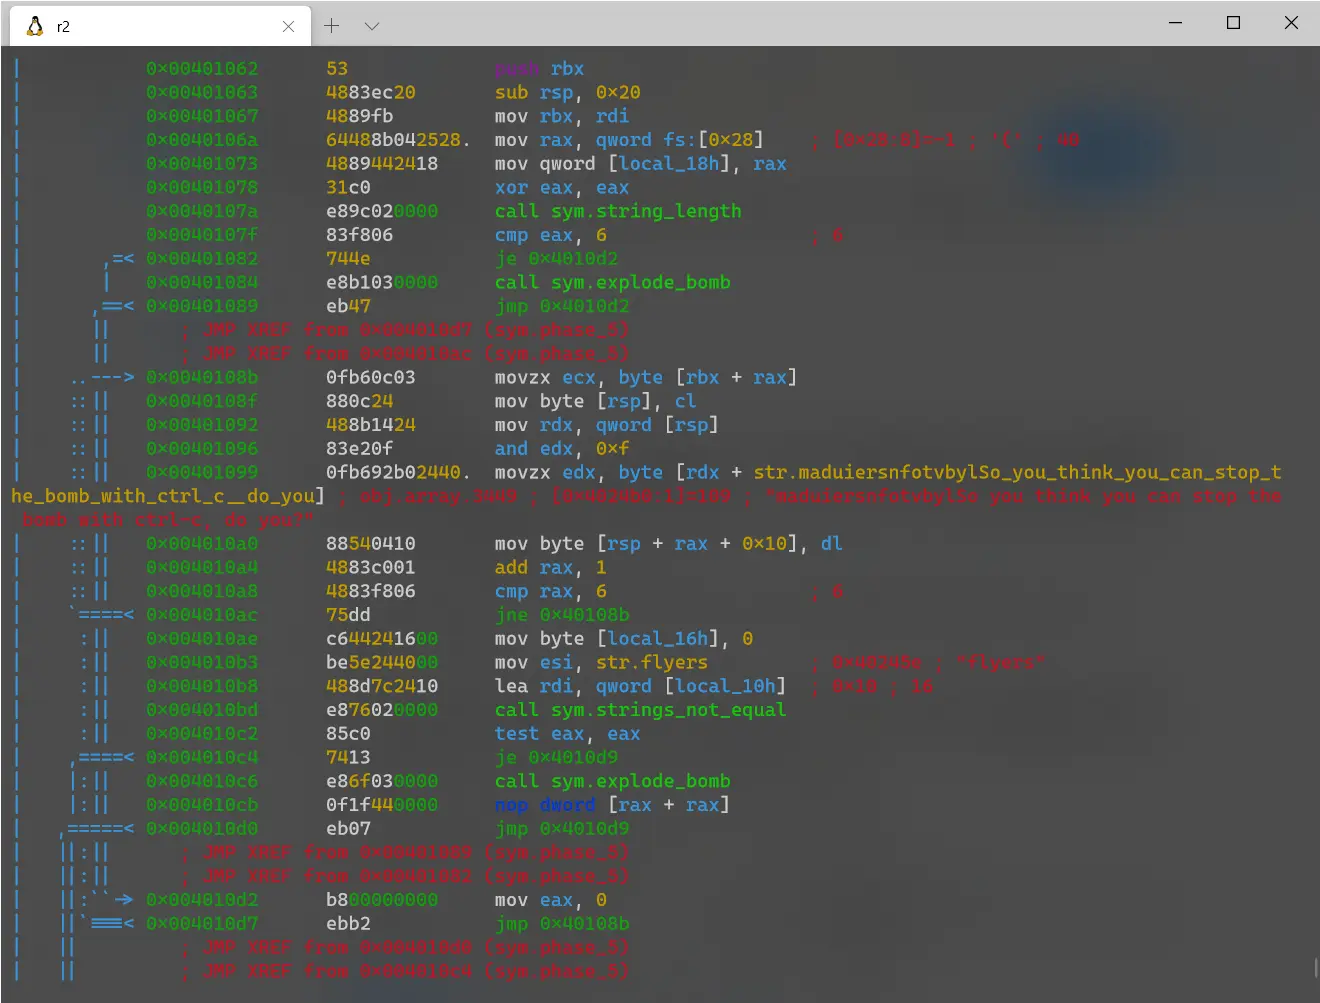 r2
0x00401062 53 push rbx
0x00401063 4883ec20 sub rsp, 0x20
0x00401067 4889fb mov rbx, rdi
0x0040106a 64488b042528. mov rax, qword fs:[0x28] ; [0x28:8]=-1 ; '(' ; 40
0x00401073 4889442418 mov qword [local_18h], rax
0x00401078 31c0 xor eax, eax
0x0040107a e89c020000 call sym.string_length
0x0040107f 83f806 cmp eax, 6 ; 6
,=< 0x00401082 744e je 0x4010d2
| 0x00401084 e8b1030000 call sym.explode_bomb
,==< 0x00401089 eb47 jmp 0x4010d2
|| ; JMP XREF from 0x004010d7 (sym.phase_5)
|| ; JMP XREF from 0x004010ac (sym.phase_5)
..---> 0x0040108b 0fb60c03 movzx ecx, byte [rbx + rax]
::|| 0x0040108f 880c24 mov byte [rsp], cl
::|| 0x00401092 488b1424 mov rdx, qword [rsp]
::|| 0x00401096 83e20f and edx, 0xf
::|| 0x00401099 0fb692b02440. movzx edx, byte [rdx + str.maduiersnfotvbylSo_you_think_you_can_stop_t
he_bomb_with_ctrl_c__do_you] ; obj.array.3449 ; [0x4024b0:1]=109 ; "maduiersnfotvbylSo you think you can stop the
bomb with ctrl-c, do you?"
::|| 0x004010a0 88540410 mov byte [rsp + rax + 0x10], dl
::|| 0x004010a4 4883c001 add rax, 1
::|| 0x004010a8 4883f806 cmp rax, 6 ; 6
`====< 0x004010ac 75dd jne 0x40108b
:|| 0x004010ae c644241600 mov byte [local_16h], 0
:|| 0x004010b3 be5e244000 mov esi, str.flyers ; 0x40245e ; "flyers"
:|| 0x004010b8 488d7c2410 lea rdi, qword [local_10h] ; 0x10 ; 16
:|| 0x004010bd e876020000 call sym.strings_not_equal
:|| 0x004010c2 85c0 test eax, eax
,====< 0x004010c4 7413 je 0x4010d9
|:|| 0x004010c6 e86f030000 call sym.explode_bomb
|:|| 0x004010cb 0f1f440000 nop dword [rax + rax]
,=====< 0x004010d0 eb07 jmp 0x4010d9
||:|| ; JMP XREF from 0x00401089 (sym.phase_5)
||:|| ; JMP XREF from 0x00401082 (sym.phase_5)
||:``-> 0x004010d2 b800000000 mov eax, 0
||`===< 0x004010d7 ebb2 jmp 0x40108b
|| ; JMP XREF from 0x004010d0 (sym.phase_5)
|| ; JMP XREF from 0x004010c4 (sym.phase_5)